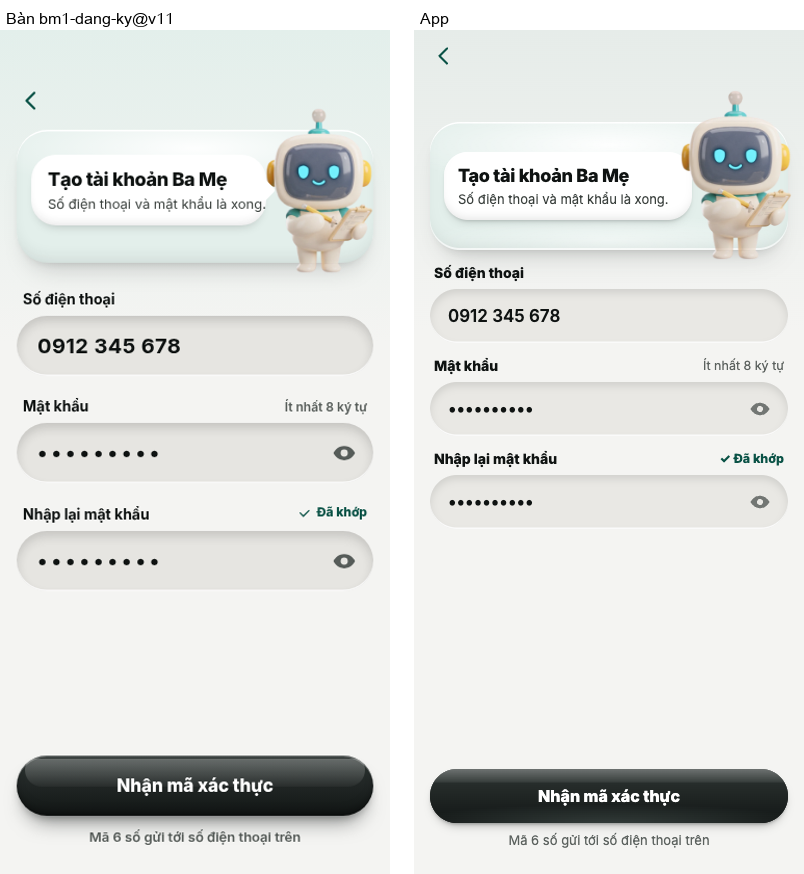 Bản bm1-dang-ky@v11
Tạo tài khoản Ba Mẹ
Số điện thoại và mật khẩu là xong.
Số điện thoại
0912 345 678
Mật khẩu
Ít nhất 8 ký tự
Nhập lại mật khẩu
Đã khớp
Nhận mã xác thực
Mã 6 số gửi tới số điện thoại trên
App
Tạo tài khoản Ba Mẹ
Số điện thoại và mật khẩu là xong.
Số điện thoại
0912 345 678
Mật khẩu
Ít nhất 8 ký tự
Nhập lại mật khẩu
Đã khớp
Nhận mã xác thực
Mã 6 số gửi tới số điện thoại trên